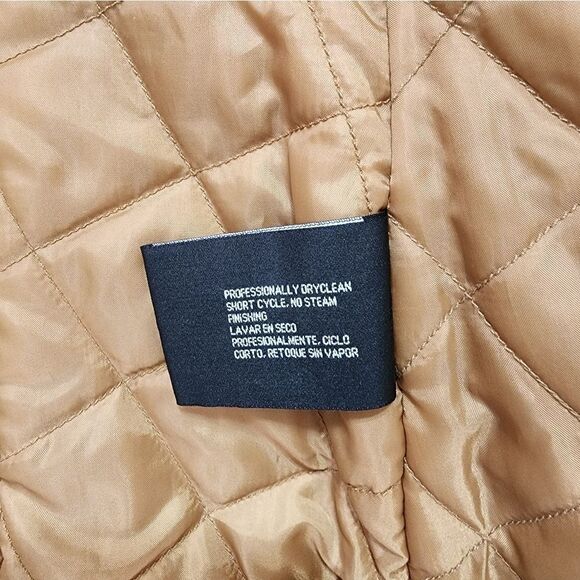 PROFESSIONALLY DRYCLEAN
SHORT CYCLE, NO STEAM
FINISHING
LAVAR EN SECO
PROFESIONALMENTE, CICLO
CORTO, RETOQUE SIN VAPOR